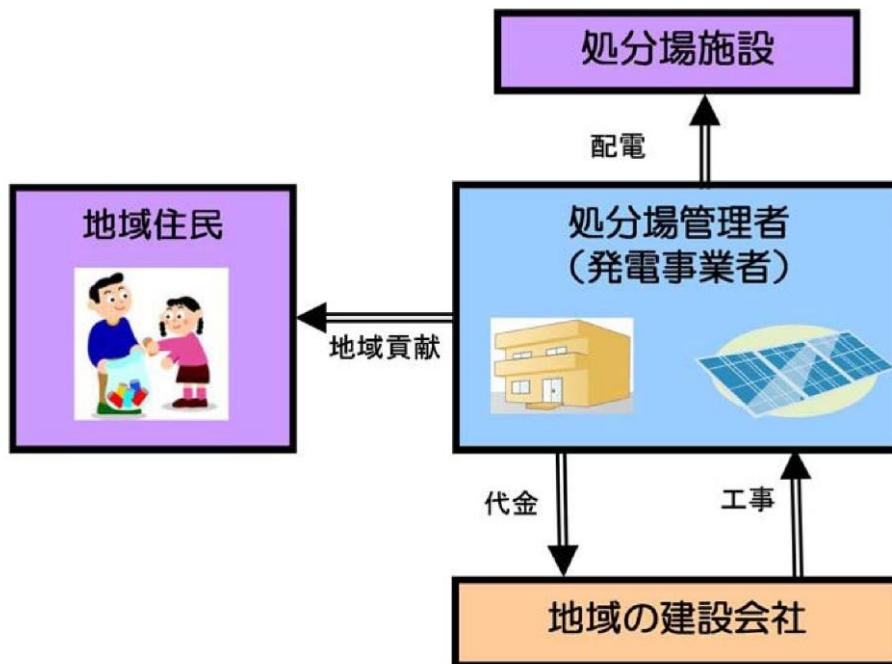 処分場施設
配電
地域住民
処分場管理者
（発電事業者）
地域貢献
代金
工事
地域の建設会社